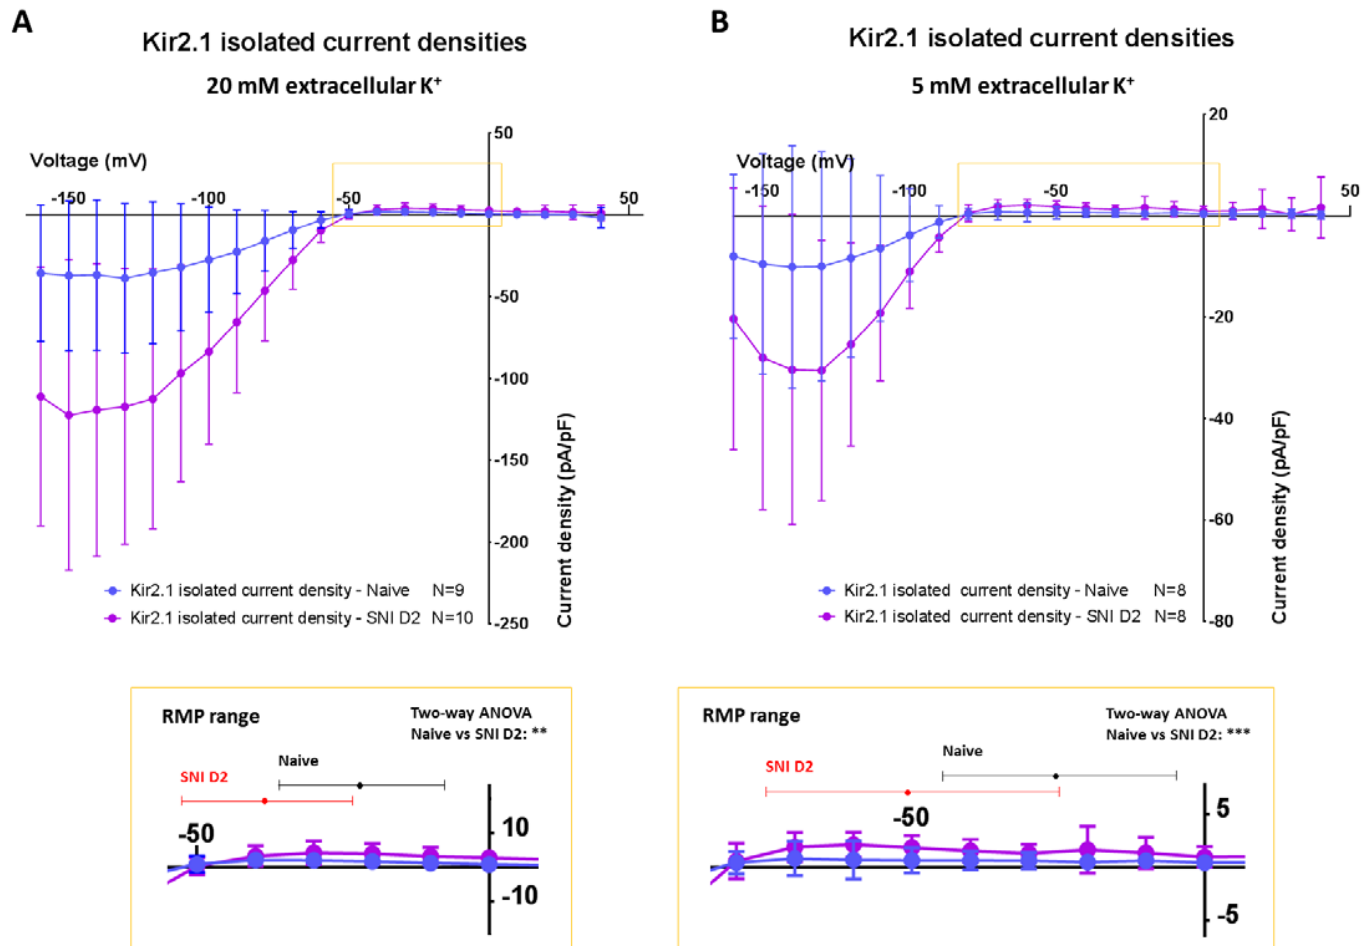 A
Kir2.1 isolated current densities
20 mM extracellular K⁺
50
Voltage (mV)
-150
-100
-50
50
-50
-100
-150
-200
-250
Current density (pA/pF)
Kir2.1 isolated current density - Naive N=9
Kir2.1 isolated current density - SNI D2 N=10
RMP range
Two-way ANOVA
Naive vs SNI D2: **
Naive
SNI D2
-50
10
-10
B
Kir2.1 isolated current densities
5 mM extracellular K⁺
20
Voltage (mV)
-150
-100
-50
50
-20
-40
-60
-80
Current density (pA/pF)
Kir2.1 isolated current density - Naive N=8
Kir2.1 isolated current density - SNI D2 N=8
RMP range
Two-way ANOVA
Naive vs SNI D2: ***
Naive
SNI D2
-50
5
-5